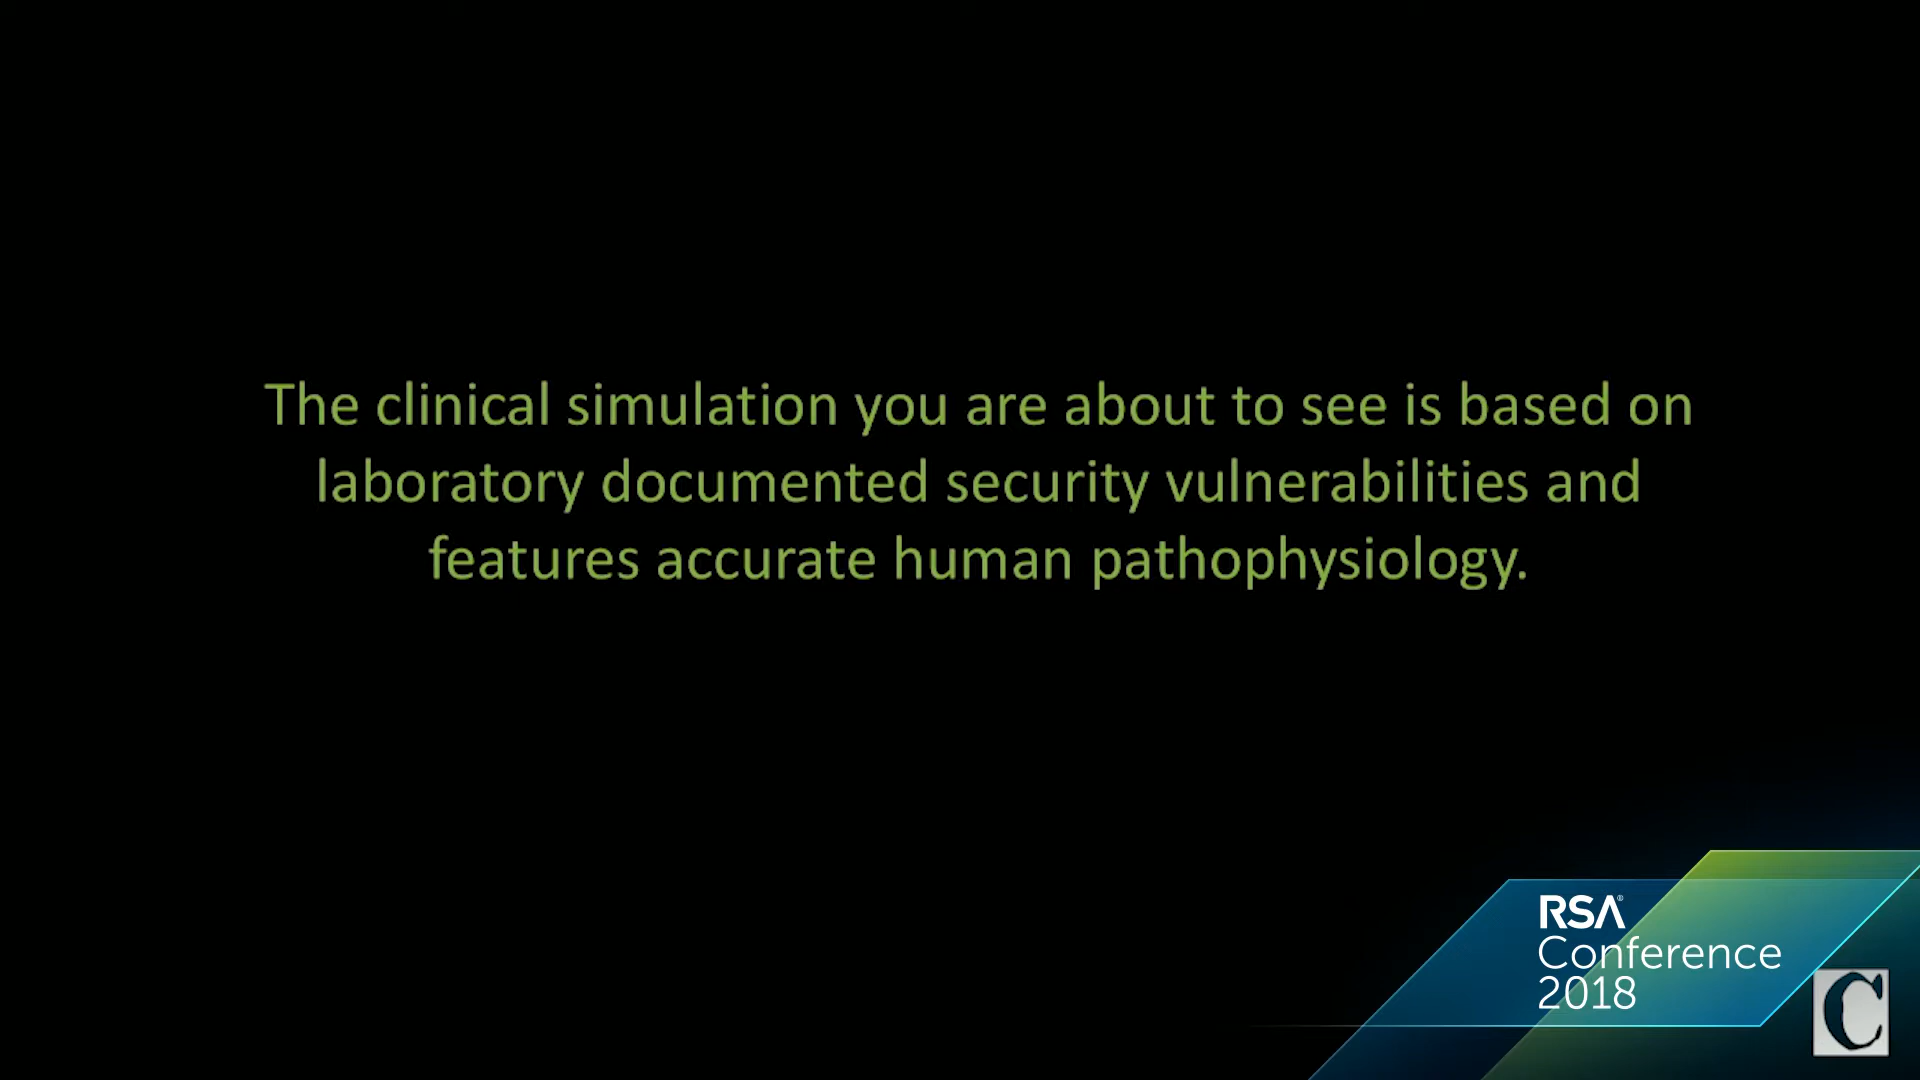 The clinical simulation you are about to see is based on
laboratory documented security vulnerabilities and
features accurate human pathophysiology.
RSA®
Conference
2018
C